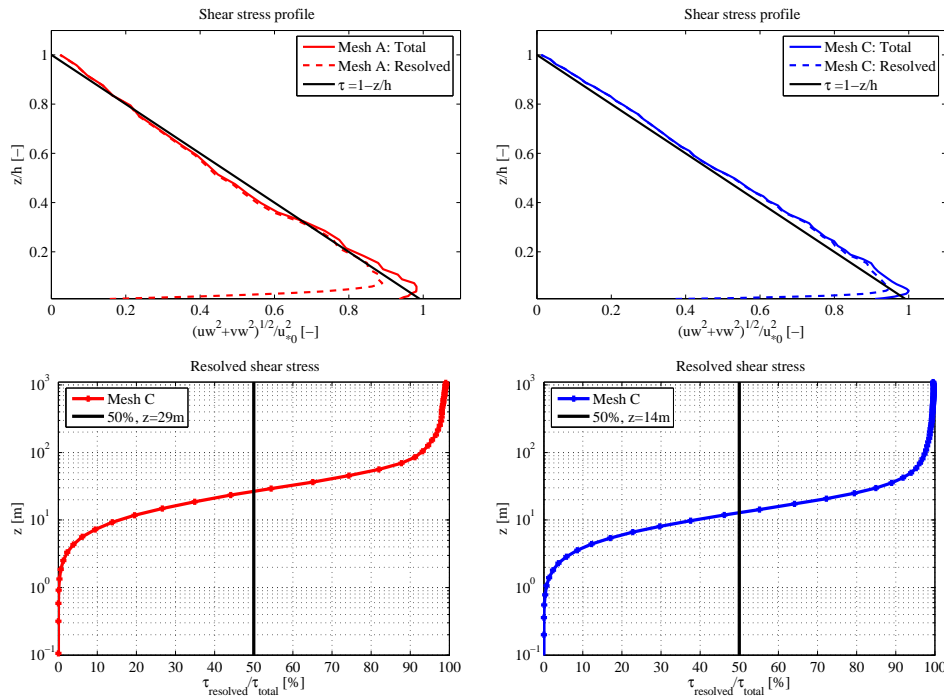 Shear stress profile
Mesh A: Total
Mesh A: Resolved
τ =1−z/h
1
0.8
0.6
0.4
0.2
z/h [−]
0 0.2 0.4 0.6 0.8 1
(uw²+vw²)^1/2/u²*0 [−]
Shear stress profile
Mesh C: Total
Mesh C: Resolved
τ =1−z/h
1
0.8
0.6
0.4
0.2
z/h [−]
0 0.2 0.4 0.6 0.8 1
(uw²+vw²)^1/2/u²*0 [−]
Resolved shear stress
Mesh C
50%, z=29m
10³
10²
10¹
10⁰
10⁻¹
z [m]
0 10 20 30 40 50 60 70 80 90 100
τresolved/τtotal [%]
Resolved shear stress
Mesh C
50%, z=14m
10³
10²
10¹
10⁰
10⁻¹
z [m]
0 10 20 30 40 50 60 70 80 90 100
τresolved/τtotal [%]